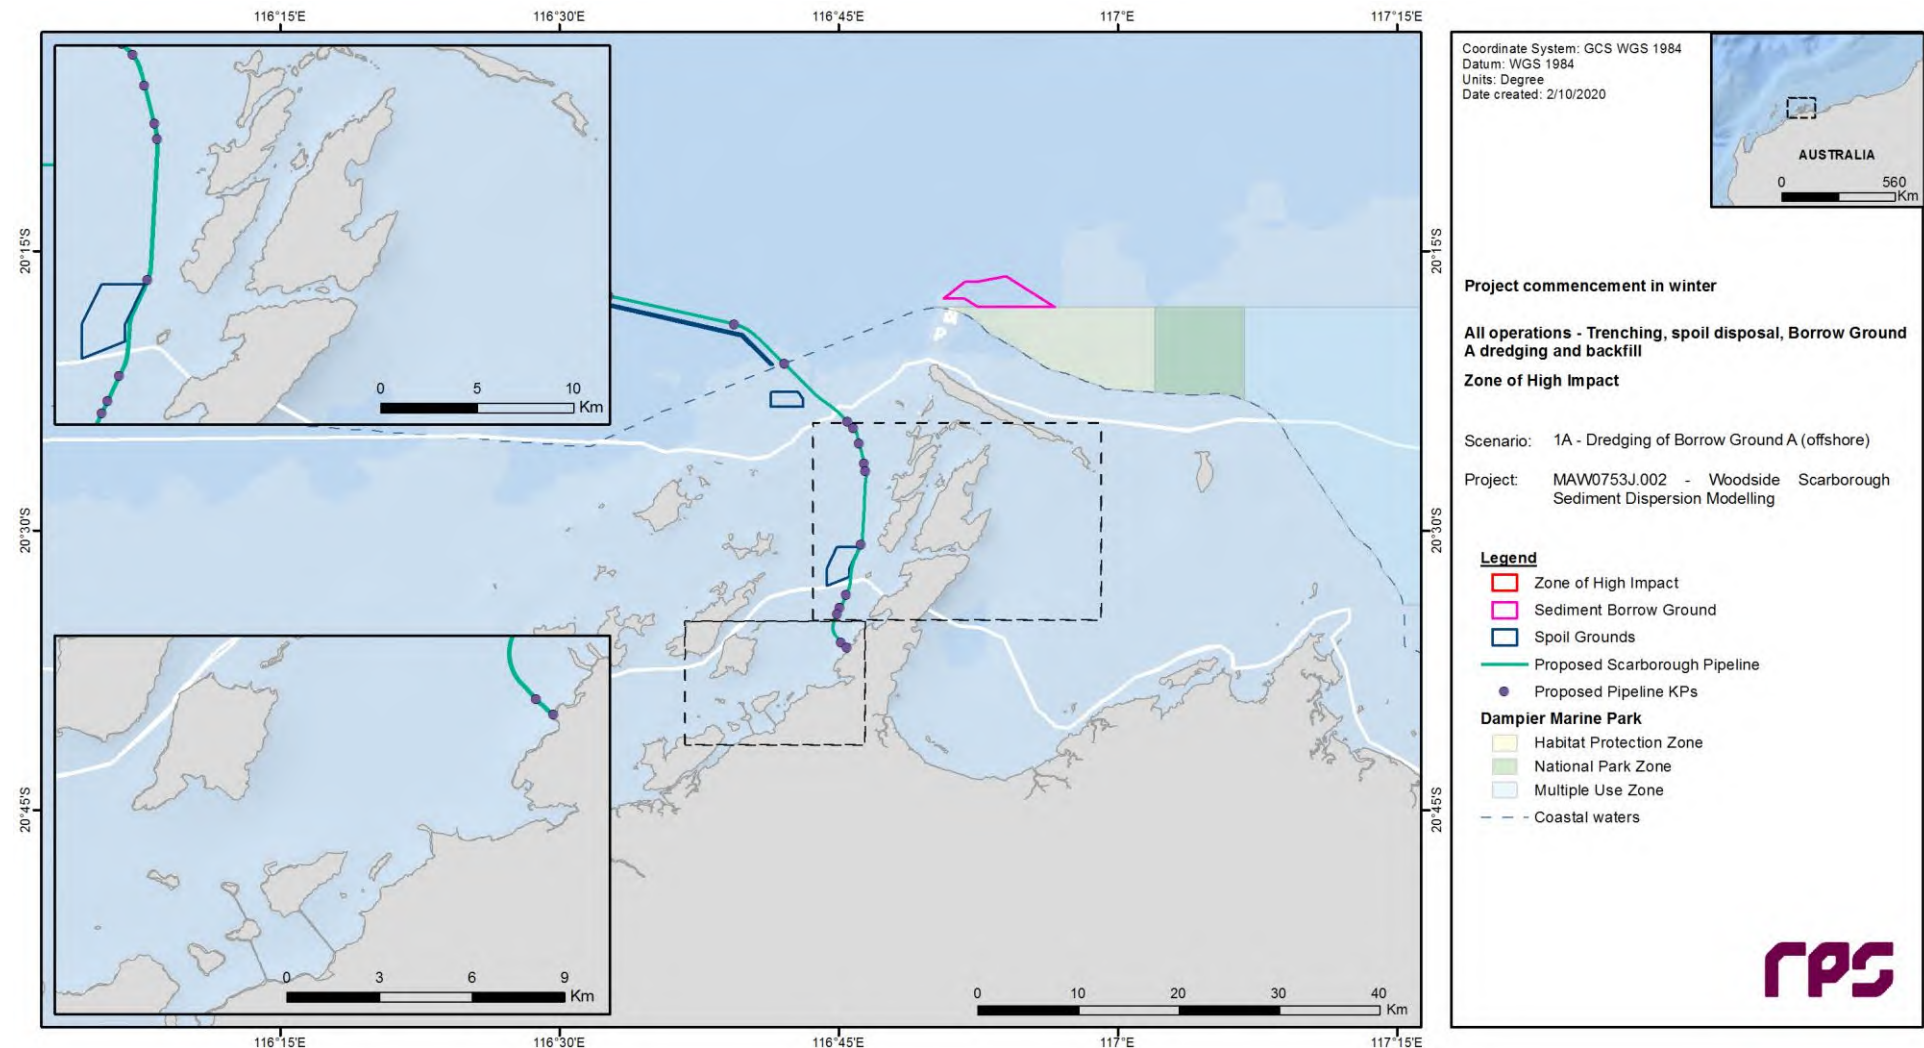 116°15'E
116°30'E
116°45'E
117°E
117°15'E
20°15'S
20°30'S
20°45'S
0 5 10
Km
0 3 6 9
Km
0 10 20 30 40
Km
20°15'S
20°30'S
20°45'S
116°15'E
116°30'E
116°45'E
117°E
117°15'E
Coordinate System: GCS WGS 1984
Datum: WGS 1984
Units: Degree
Date created: 2/10/2020
AUSTRALIA
0 560
Km
Project commencement in winter
All operations - Trenching, spoil disposal, Borrow Ground
A dredging and backfill
Zone of High Impact
Scenario: 1A - Dredging of Borrow Ground A (offshore)
Project: MAW0753J.002 - Woodside Scarborough
Sediment Dispersion Modelling
Legend
Zone of High Impact
Sediment Borrow Ground
Spoil Grounds
Proposed Scarborough Pipeline
Proposed Pipeline KPs
Dampier Marine Park
Habitat Protection Zone
National Park Zone
Multiple Use Zone
Coastal waters
rps